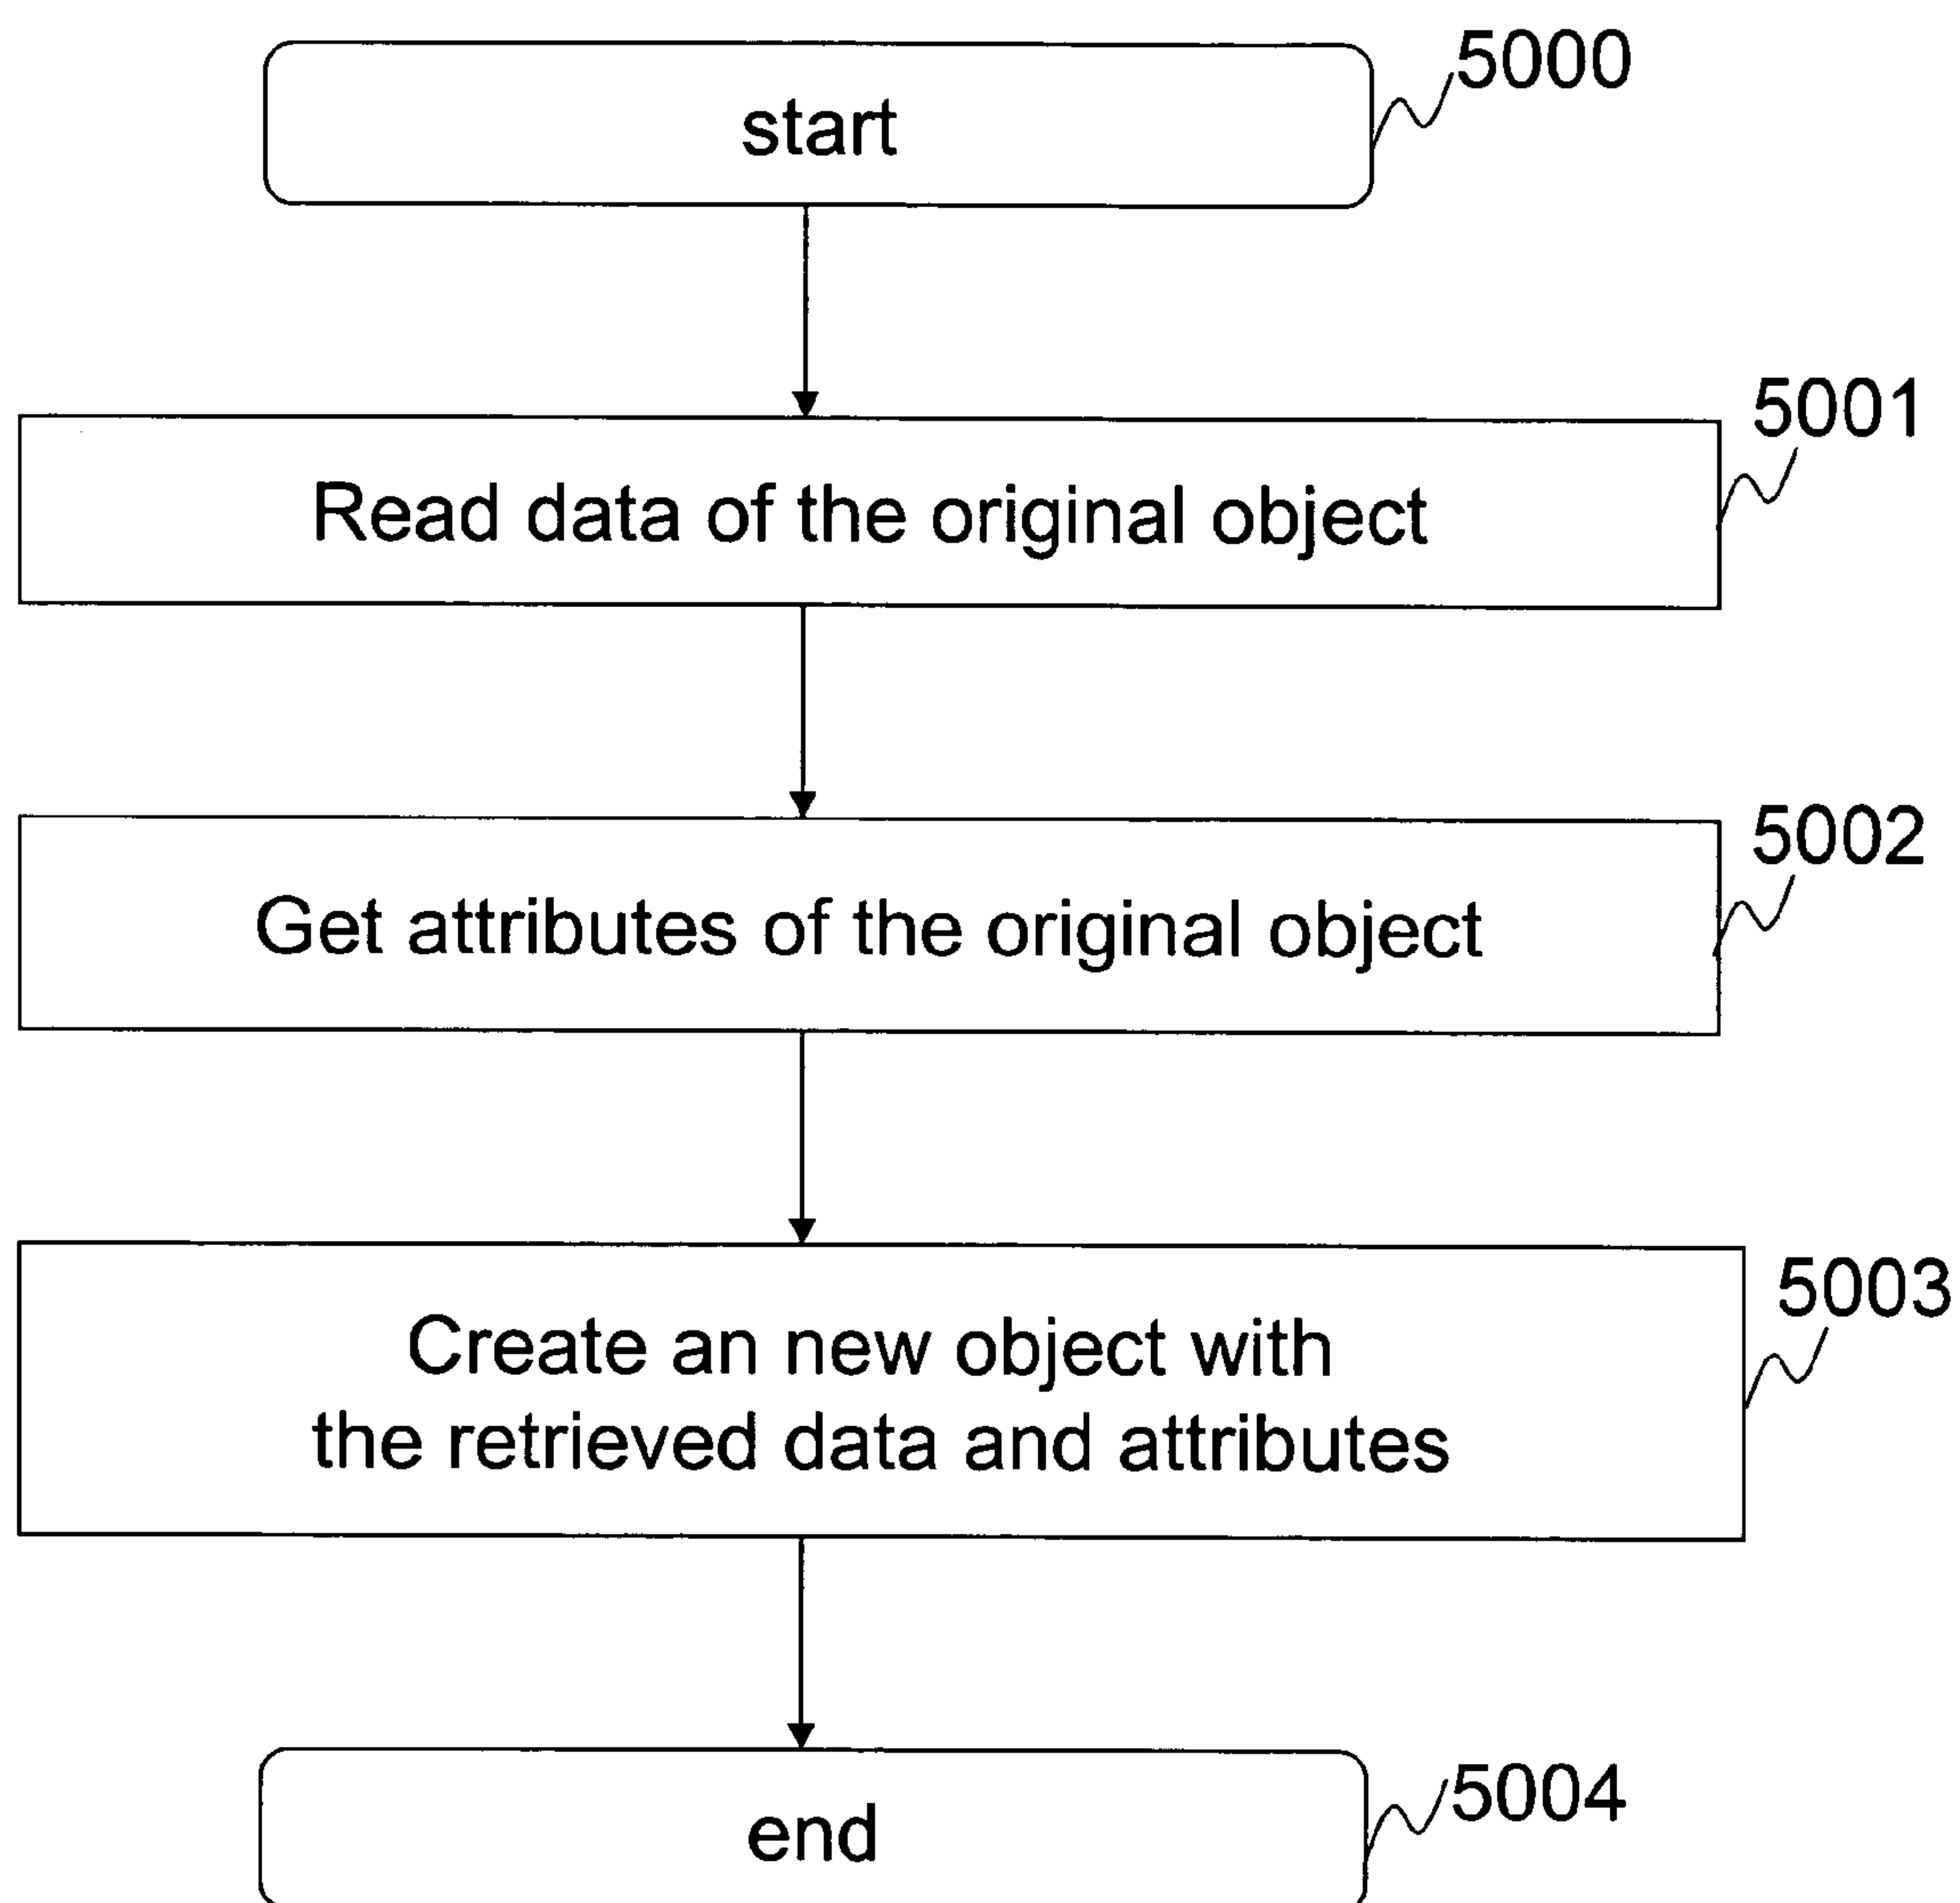 start
5000
5001
Read data of the original object
5002
Get attributes of the original object
5003
Create an new object with
the retrieved data and attributes
end
5004